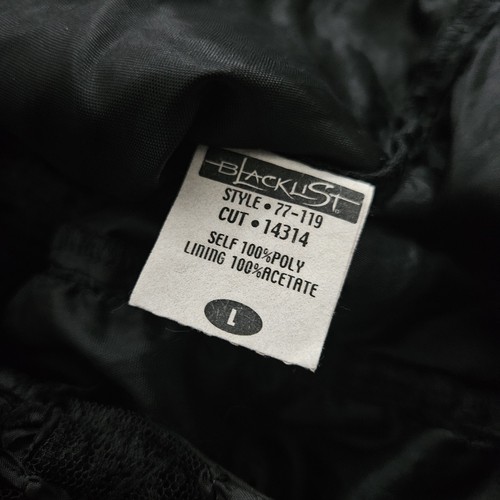 BLACKLIST
STYLE • 77-119
CUT • 14314
SELF 100%POLY
LINING 100%ACETATE
L